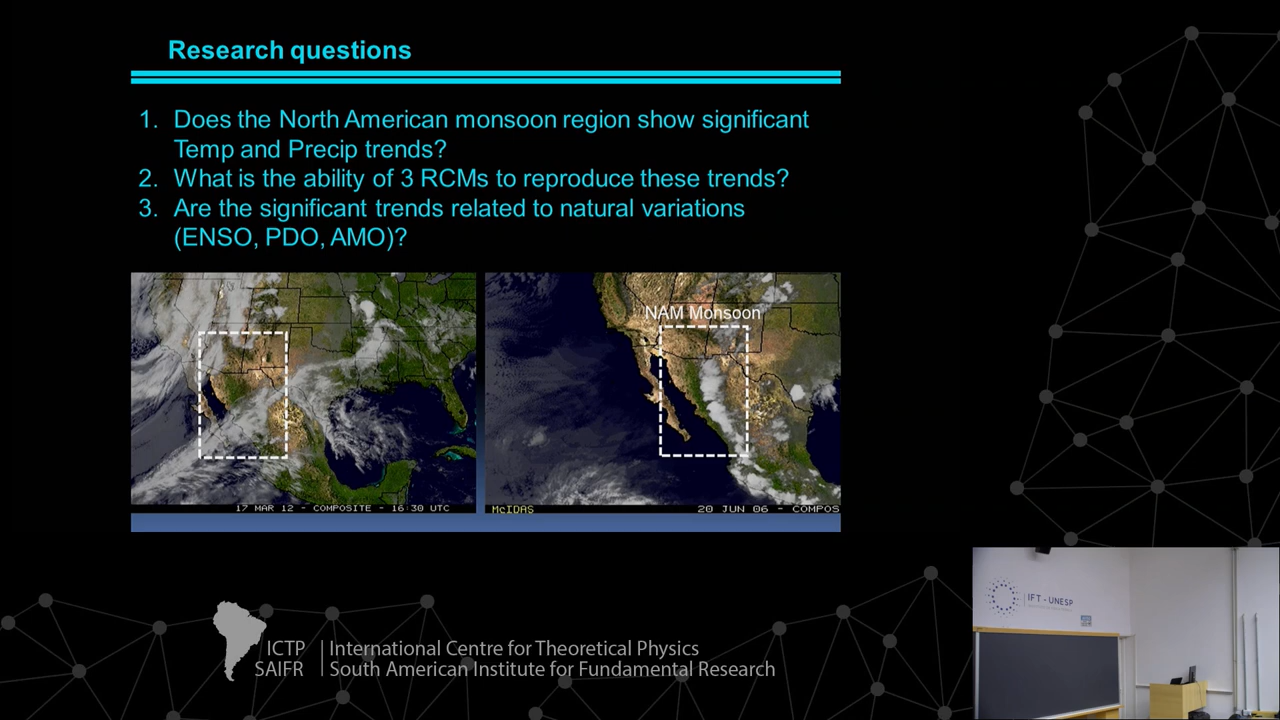 Research questions
1. Does the North American monsoon region show significant
Temp and Precip trends?
2. What is the ability of 3 RCMs to reproduce these trends?
3. Are the significant trends related to natural variations
(ENSO, PDO, AMO)?
NAM Monsoon
17 MAR 12 - COMPOSITE - 16:30 UTC
McIDAS
20 JUN 06 - COMPOS
IFT - UNESP
ICTP
SAIFR
International Centre for Theoretical Physics
South American Institute for Fundamental Research